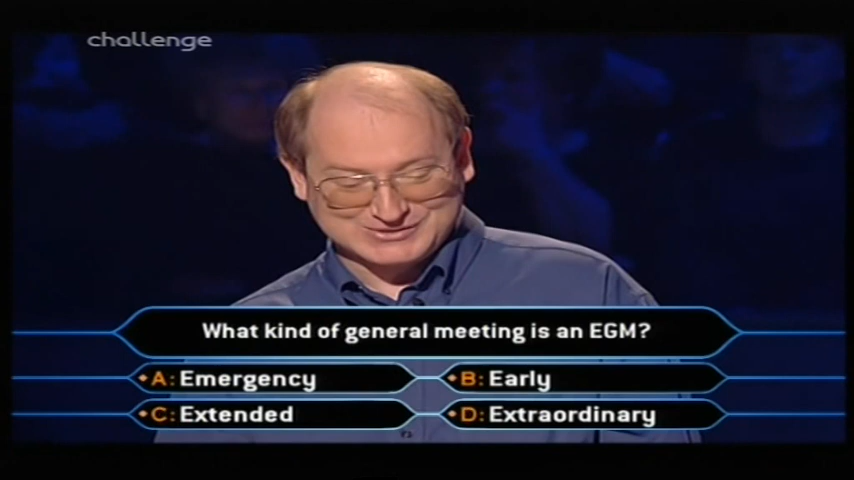 challenge
What kind of general meeting is an EGM?
A: Emergency
B: Early
C: Extended
D: Extraordinary